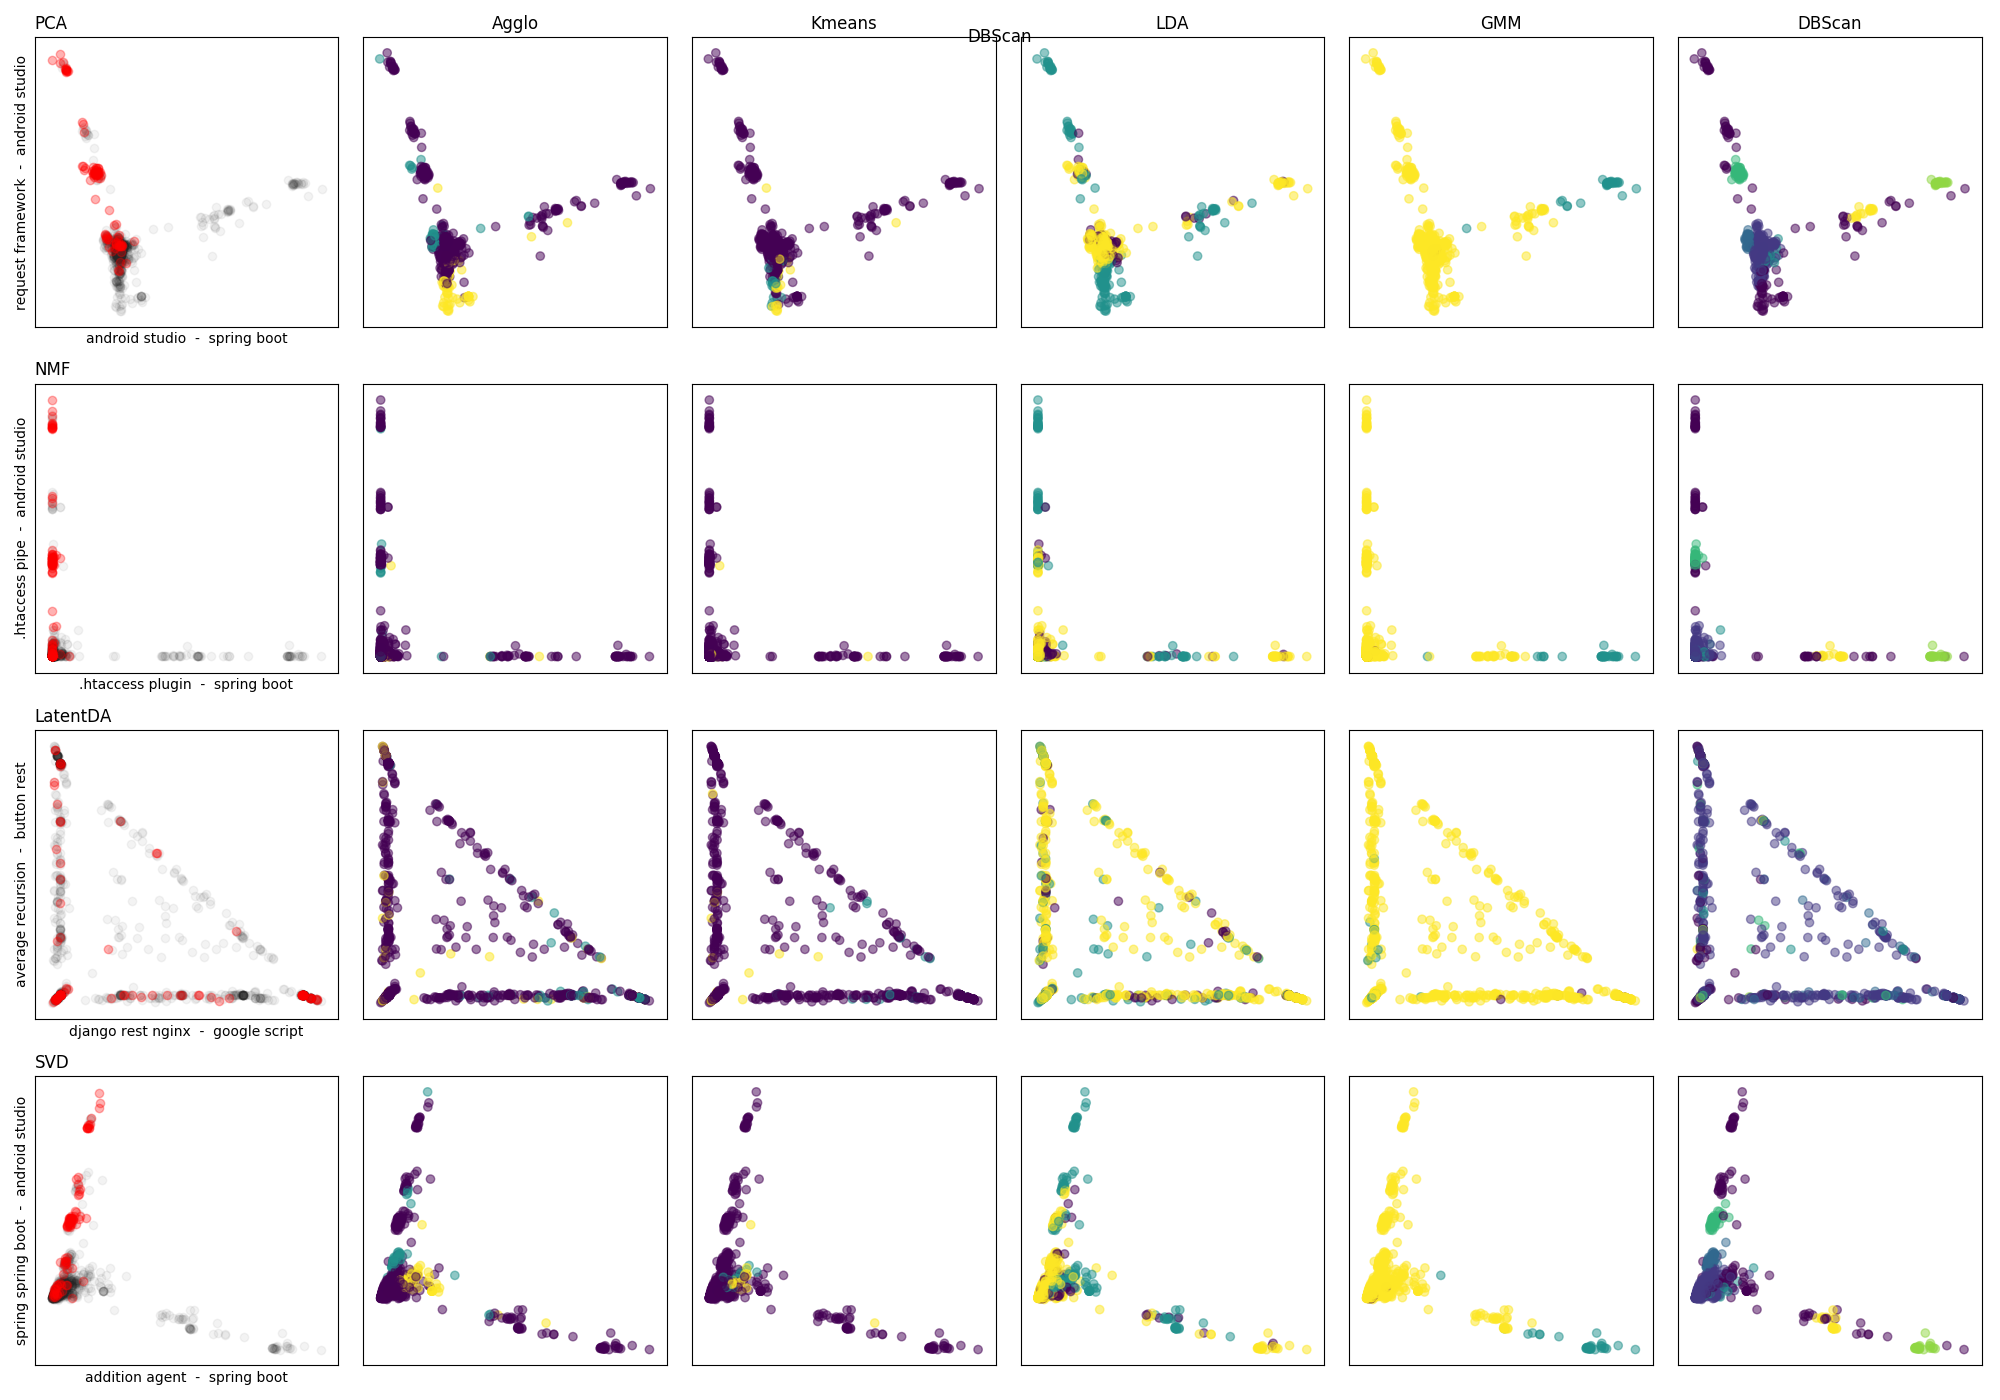 PCA
Agglo
Kmeans
DBScan
LDA
GMM
DBScan
request framework - android studio
android studio - spring boot
NMF
.htaccess pipe - android studio
.htaccess plugin - spring boot
LatentDA
average recursion - button rest
django rest nginx - google script
SVD
spring spring boot - android studio
addition agent - spring boot